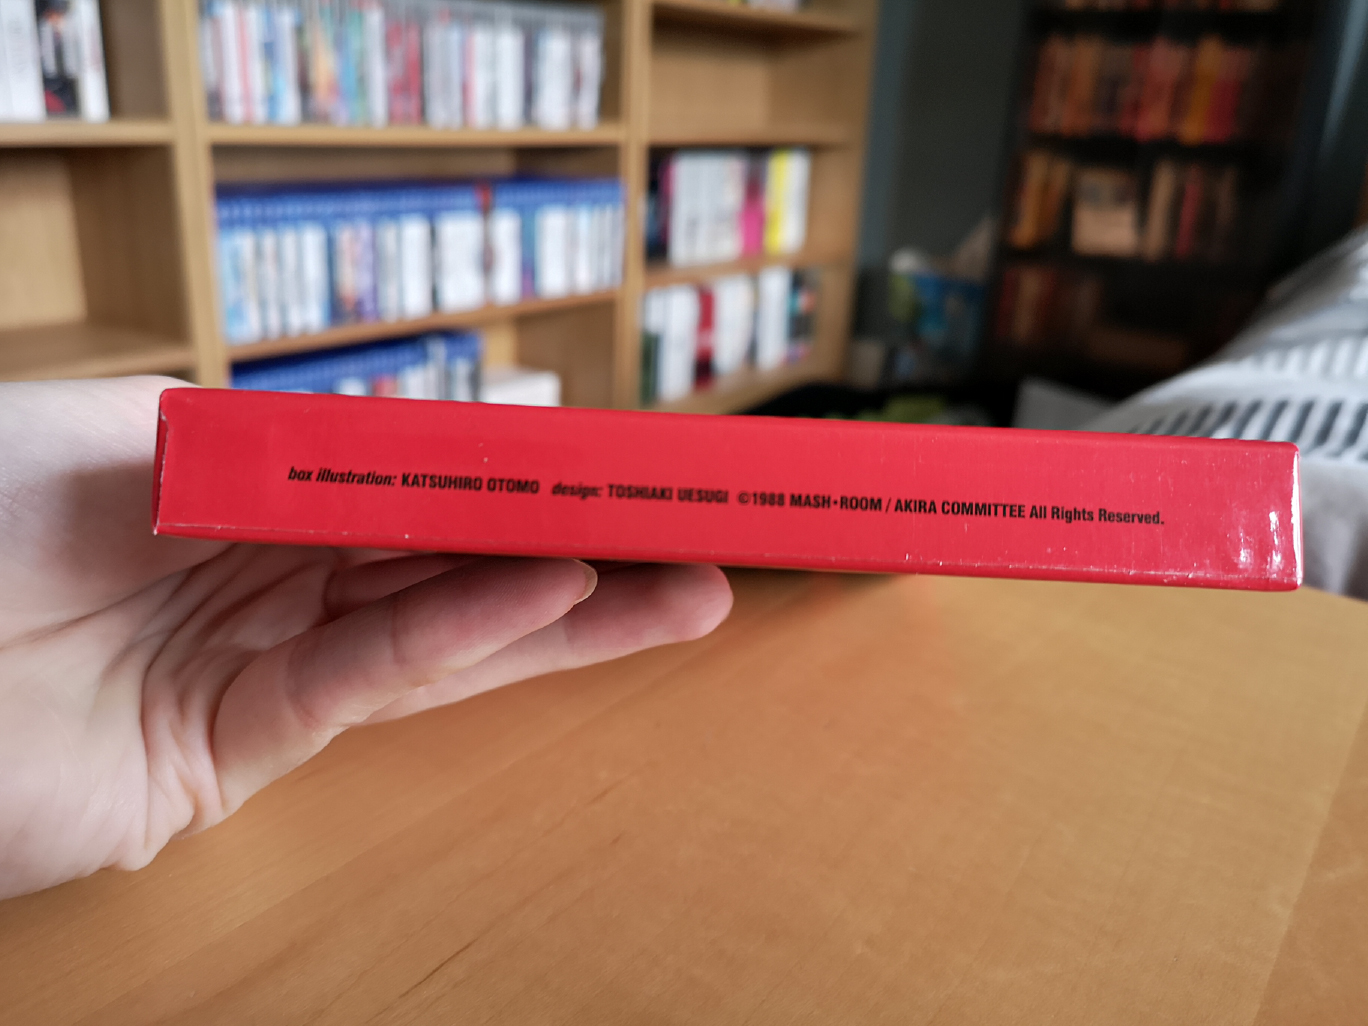 box illustration: KATSUHIRO OTOMO design: TOSHIAKI UESUGI ©1988 MASH•ROOM / AKIRA COMMITTEE All Rights Reserved.